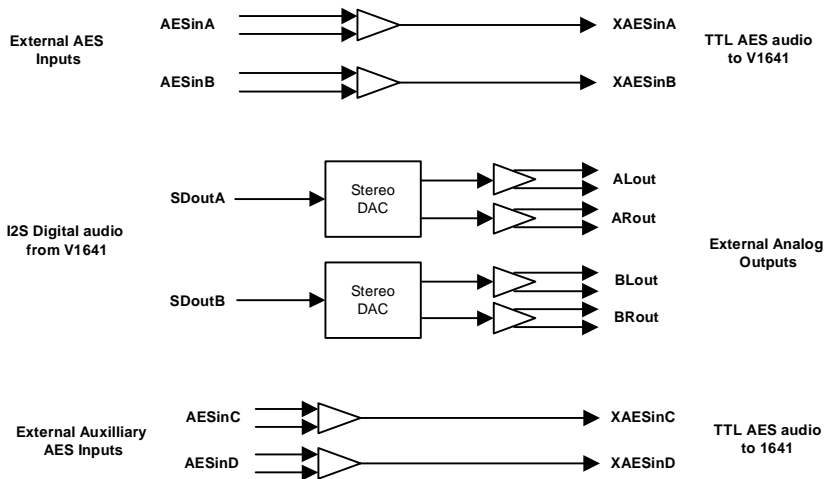 External AES
Inputs
AESinA
XAESinA
TTL AES audio
to V1641
AESinB
XAESinB
I2S Digital audio
from V1641
SDoutA
Stereo
DAC
ALout
ARout
External Analog
Outputs
SDoutB
Stereo
DAC
BLout
BRout
External Auxilliary
AES Inputs
AESinC
XAESinC
TTL AES audio
to 1641
AESinD
XAESinD